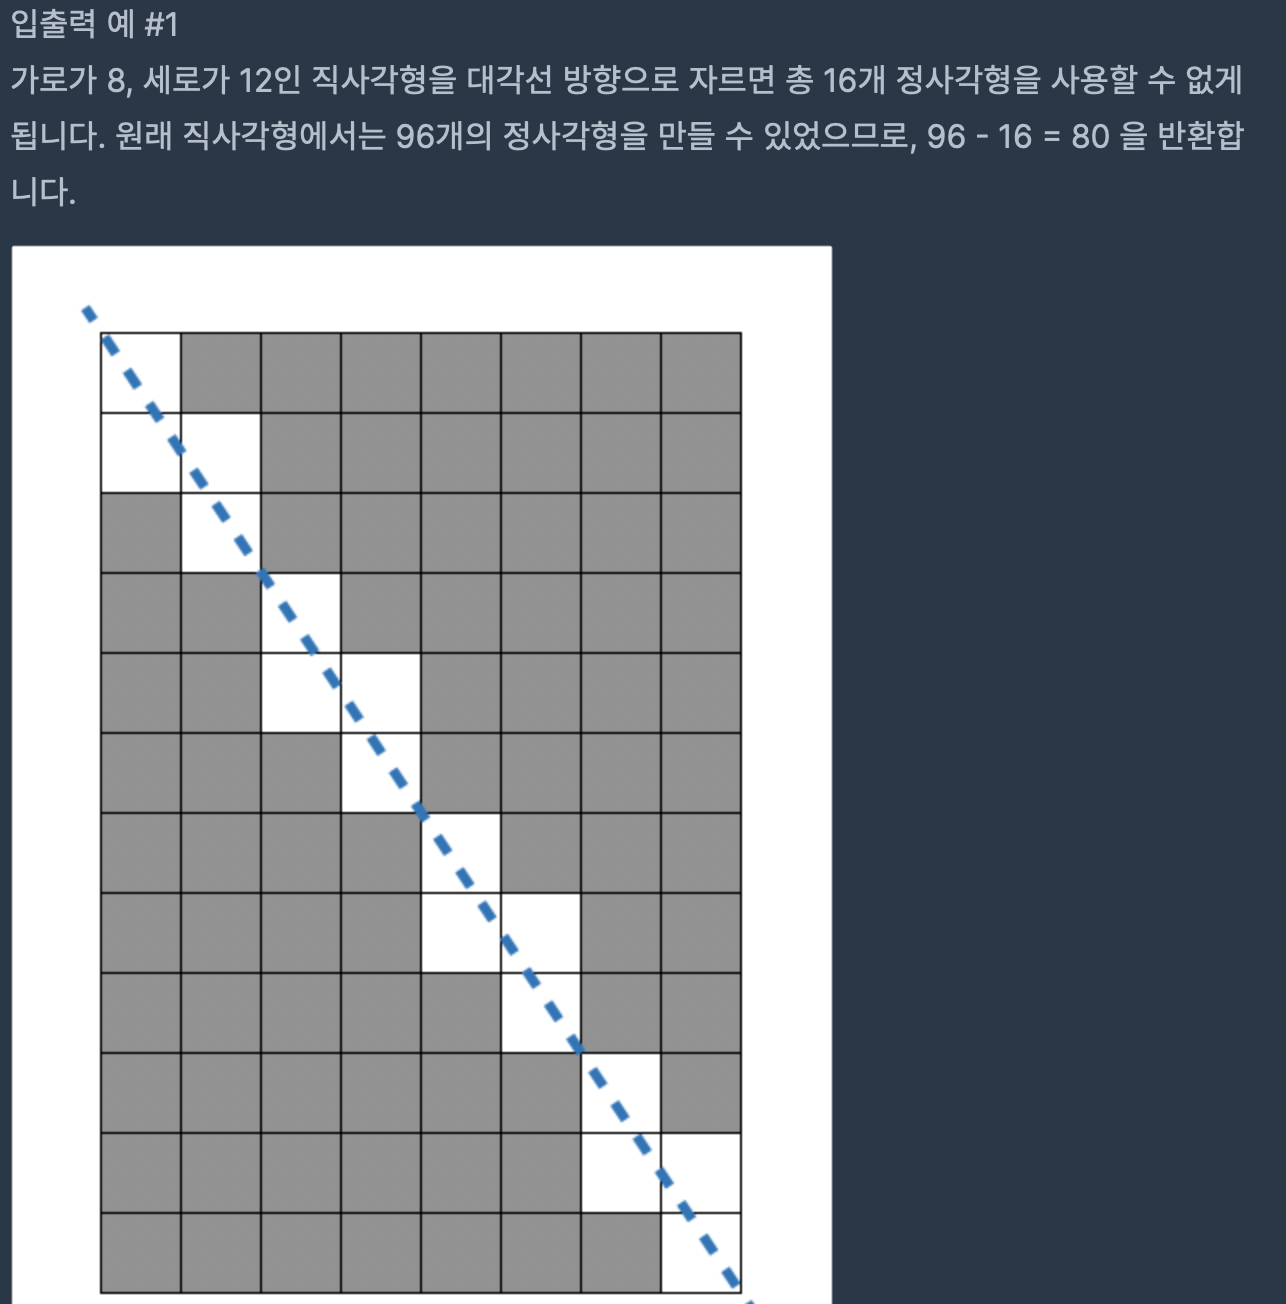 입출력 예 #1
가로가 8, 세로가 12인 직사각형을 대각선 방향으로 자르면 총 16개 정사각형을 사용할 수 없게
됩니다. 원래 직사각형에서는 96개의 정사각형을 만들 수 있었으므로, 96 - 16 = 80 을 반환합
니다.